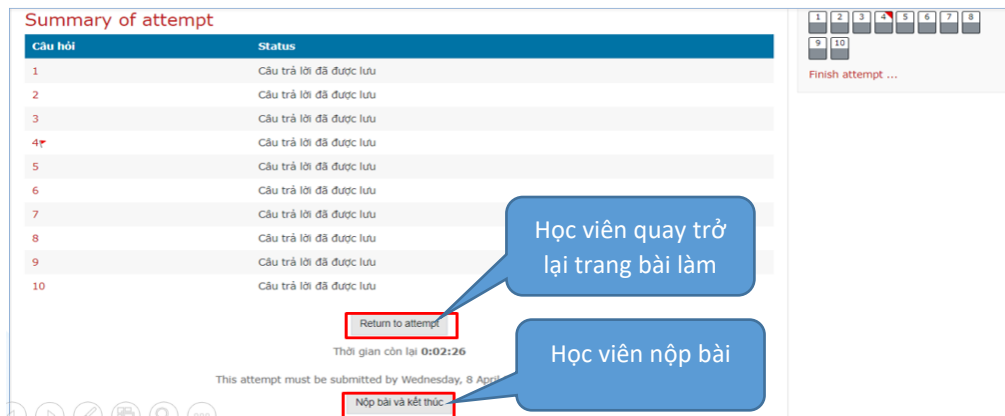 Summary of attempt
Câu hỏi Status
1 Câu trả lời đã được lưu
2 Câu trả lời đã được lưu
3 Câu trả lời đã được lưu
4 Câu trả lời đã được lưu
5 Câu trả lời đã được lưu
6 Câu trả lời đã được lưu
7 Câu trả lời đã được lưu
8 Câu trả lời đã được lưu
9 Câu trả lời đã được lưu
10 Câu trả lời đã được lưu
Học viên quay trở
lại trang bài làm
Return to attempt
Thời gian còn lại 0:02:26
This attempt must be submitted by Wednesday, 8 April
Học viên nộp bài
Nộp bài và kết thúc
1 2 3 4 5 6 7 8
9 10
Finish attempt ...